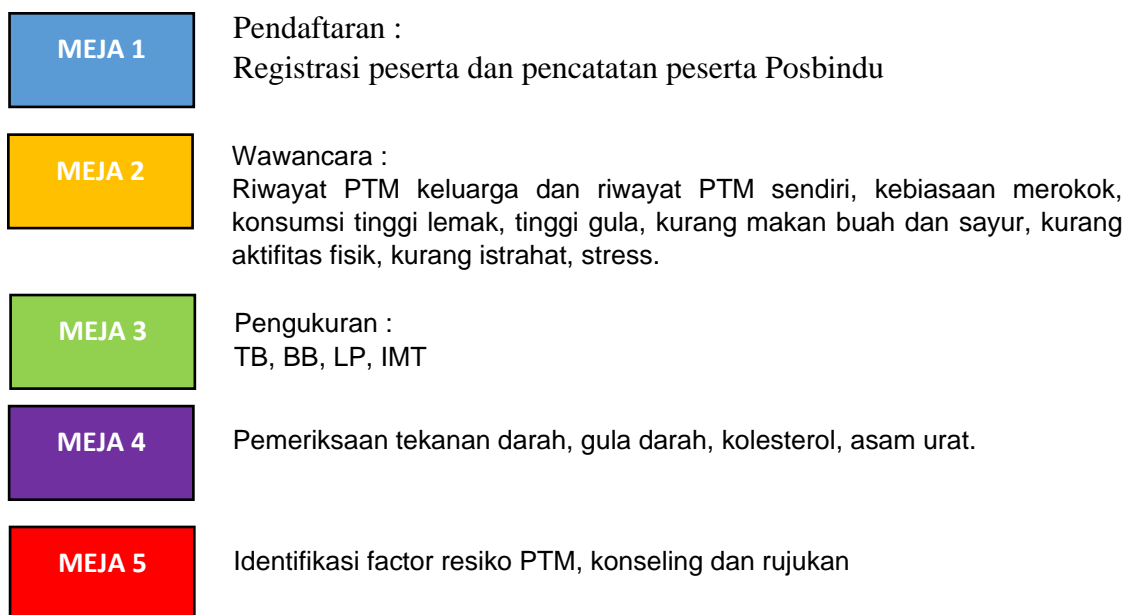 MEJA 1
Pendaftaran :
Registrasi peserta dan pencatatan peserta Posbindu
MEJA 2
Wawancara :
Riwayat PTM keluarga dan riwayat PTM sendiri, kebiasaan merokok,
konsumsi tinggi lemak, tinggi gula, kurang makan buah dan sayur, kurang
aktifitas fisik, kurang istrahat, stress.
MEJA 3
Pengukuran :
TB, BB, LP, IMT
MEJA 4
Pemeriksaan tekanan darah, gula darah, kolesterol, asam urat.
MEJA 5
Identifikasi factor resiko PTM, konseling dan rujukan